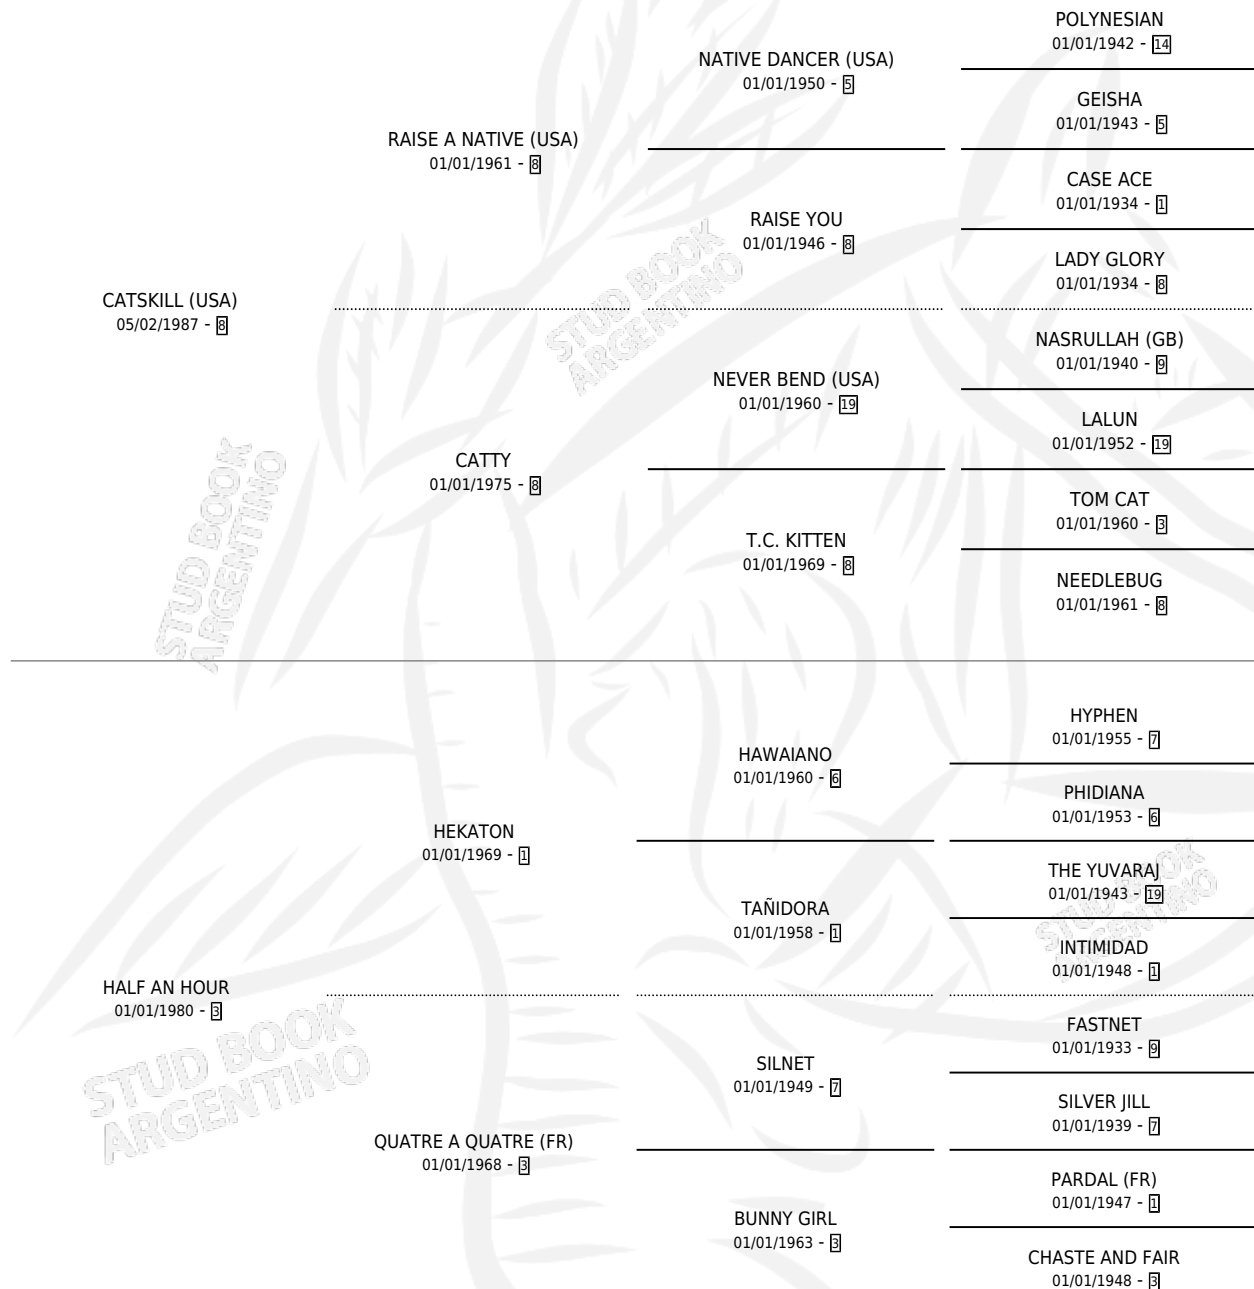 CATSKILL (USA)
05/02/1987 - 8
RAISE A NATIVE (USA)
01/01/1961 - 8
NATIVE DANCER (USA)
01/01/1950 - 5
POLYNESIAN
01/01/1942 - 14
GEISHA
01/01/1943 - 5
RAISE YOU
01/01/1946 - 8
CASE ACE
01/01/1934 - 1
LADY GLORY
01/01/1934 - 8
CATTY
01/01/1975 - 8
NEVER BEND (USA)
01/01/1960 - 19
NASRULLAH (GB)
01/01/1940 - 9
LALUN
01/01/1952 - 19
T.C. KITTEN
01/01/1969 - 8
TOM CAT
01/01/1960 - 3
NEEDLEBUG
01/01/1961 - 8
HALF AN HOUR
01/01/1980 - 3
HEKATON
01/01/1969 - 1
HAWAIANO
01/01/1960 - 6
HYPHEN
01/01/1955 - 7
PHIDIANA
01/01/1953 - 6
TAÑIDORA
01/01/1958 - 1
THE YUVARAJ
01/01/1943 - 19
INTIMIDAD
01/01/1948 - 1
QUATRE A QUATRE (FR)
01/01/1968 - 3
SILNET
01/01/1949 - 7
FASTNET
01/01/1933 - 9
SILVER JILL
01/01/1939 - 7
BUNNY GIRL
01/01/1963 - 3
PARDAL (FR)
01/01/1947 - 1
CHASTE AND FAIR
01/01/1948 - 3
STUD BOOK
ARGENTINO
STUD BOOK
ARGENTINO
STUD BOOK
ARGENTINO
STUD BOOK
ARGENTINO